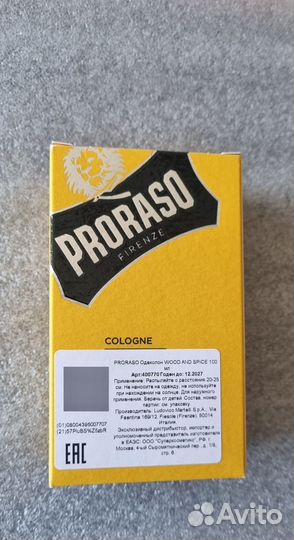 PRORASO
FIRENZE
COLOGNE
PRORASO Одеколон WOOD AND SPICE 100
мл
Арт:400770 Годен до: 12.2027
Применение: Распыляйте с расстояния 20-25
см. Не наносите на одежду, не используйте
при нахождении на солнце. Для наружного
применения. Беречь от детей. Состав, номер
партии: см. упаковку
Производитель: Ludovico Martelli S.p.A., Via
Faentina 169/12, Fiesole (Firenze), 50014
Италия.
Эксклюзивный дистрибьютор, импортер и
уполномоченный представитель изготовителя
в ЕАЭС: ООО "Суперкосметик", РФ, г.
Москва, 4-ый Сыромятнический пер., д. 1/8,
стр. 6
(01)08004395007707
EAC
Avito